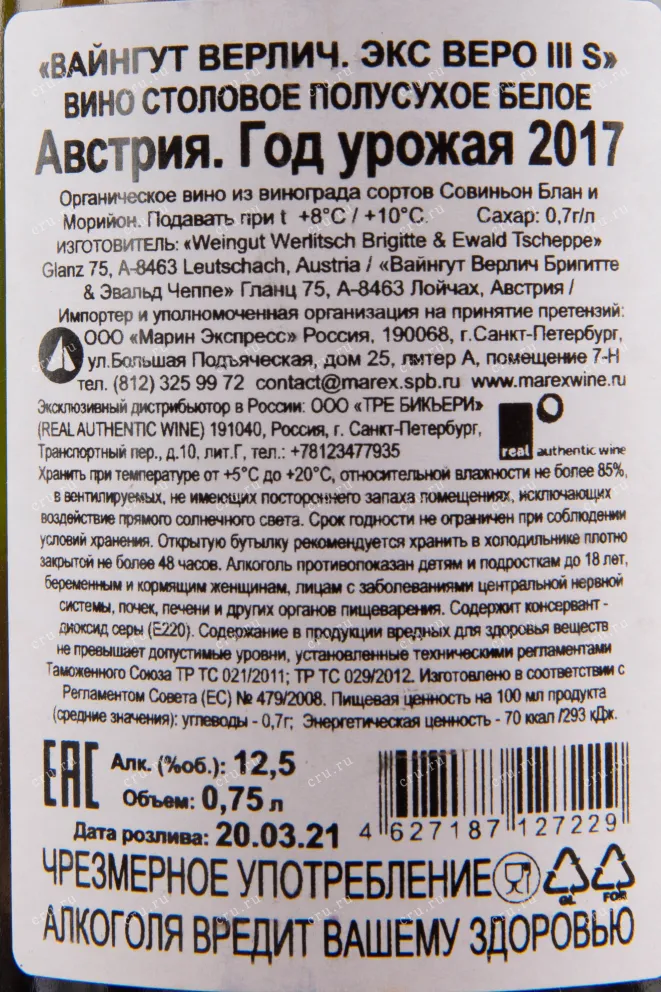 «ВАЙНГУТ ВЕРЛИЧ. ЭКС ВЕРО III S»
ВИНО СТОЛОВОЕ ПОЛУСУХОЕ БЕЛОЕ
АВСТРИЯ. ГОД УРОЖАЯ 2017
Органическое вино из винограда сортов Совиньон Блан и
Морийон. Подавать при t +8°C / +10°C. Сахар: 0,7г/л
ИЗГОТОВИТЕЛЬ: «Weingut Werlitsch Brigitte & Ewald Tscheppe»
Glanz 75, A-8463 Leutschach, Austria / «Вайнгут Верлич Бригитте
& Эвальд Чеппе» Гланц 75, А-8463 Лойчах, Австрия /
Импортер и уполномоченная организация на принятие претензий:
ООО «Марин Экспресс» Россия, 190068, г.Санкт-Петербург,
ул.Большая Подъяческая, дом 25, литер А, помещение 7-Н
тел. (812) 325 99 72 contact@marex.spb.ru www.marexwine.ru
Эксклюзивный дистрибьютор в России: ООО «ТРЕ БИКЬЕРИ»
(REAL AUTHENTIC WINE) 191040, Россия, г. Санкт-Петербург,
Транспортный пер., д.10, лит.Г, тел.: +78123477935
real authentic wine
Хранить при температуре от +5°C до +20°C, относительной влажности не более 85%,
в вентилируемых, не имеющих постороннего запаха помещениях, исключающих
воздействие прямого солнечного света. Срок годности не ограничен при соблюдении
условий хранения. Открытую бутылку рекомендуется хранить в холодильнике плотно
закрытой не более 48 часов. Алкоголь противопоказан детям и подросткам до 18 лет,
беременным и кормящим женщинам, лицам с заболеваниями центральной нервной
системы, почек, печени и других органов пищеварения. Содержит консервант -
диоксид серы (Е220). Содержание в продукции вредных для здоровья веществ
не превышает допустимые уровни, установленные техническими регламентами
Таможенного Союза ТР ТС 021/2011; ТР ТС 029/2012. Изготовлено в соответствии с
Регламентом Совета (ЕС) № 479/2008. Пищевая ценность на 100 мл продукта
(средние значения): углеводы - 0,7г; Энергетическая ценность - 70 ккал /293 кДж.
EAC
Алк. (%об.): 12,5
Объем: 0,75 л
Дата розлива: 20.03.21
4 627187 127229
ЧРЕЗМЕРНОЕ УПОТРЕБЛЕНИЕ
GL FOR
АЛКОГОЛЯ ВРЕДИТ ВАШЕМУ ЗДОРОВЬЮ